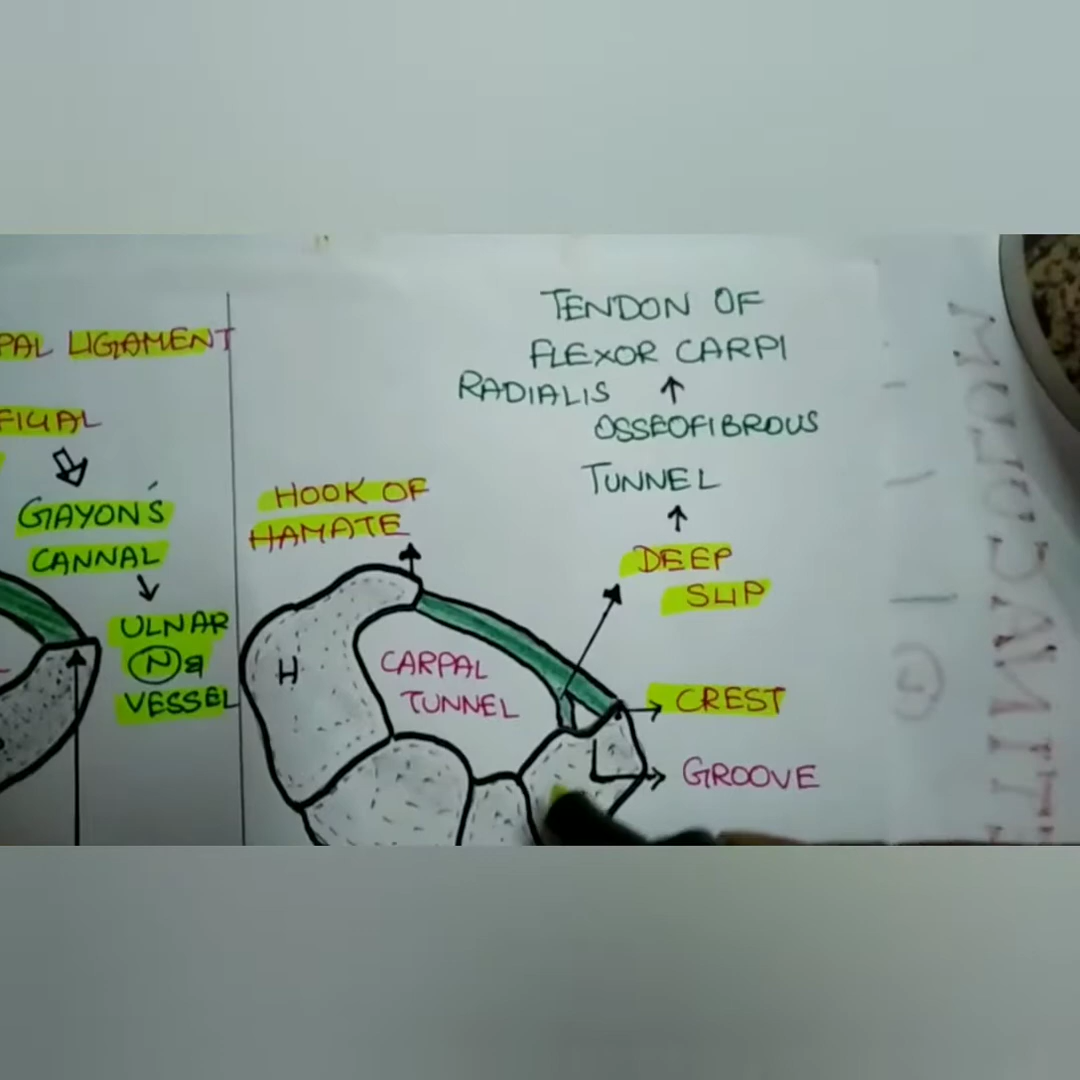 PAL LIGAMENT
FICIAL
GAYON'S
CANNAL
ULNAR
N &
VESSEL
TENDON OF
FLEXOR CARPI
RADIALIS
OSSEOFIBROUS
TUNNEL
HOOK OF
HAMATE
DEEP
SLIP
H
CARPAL
TUNNEL
CREST
GROOVE